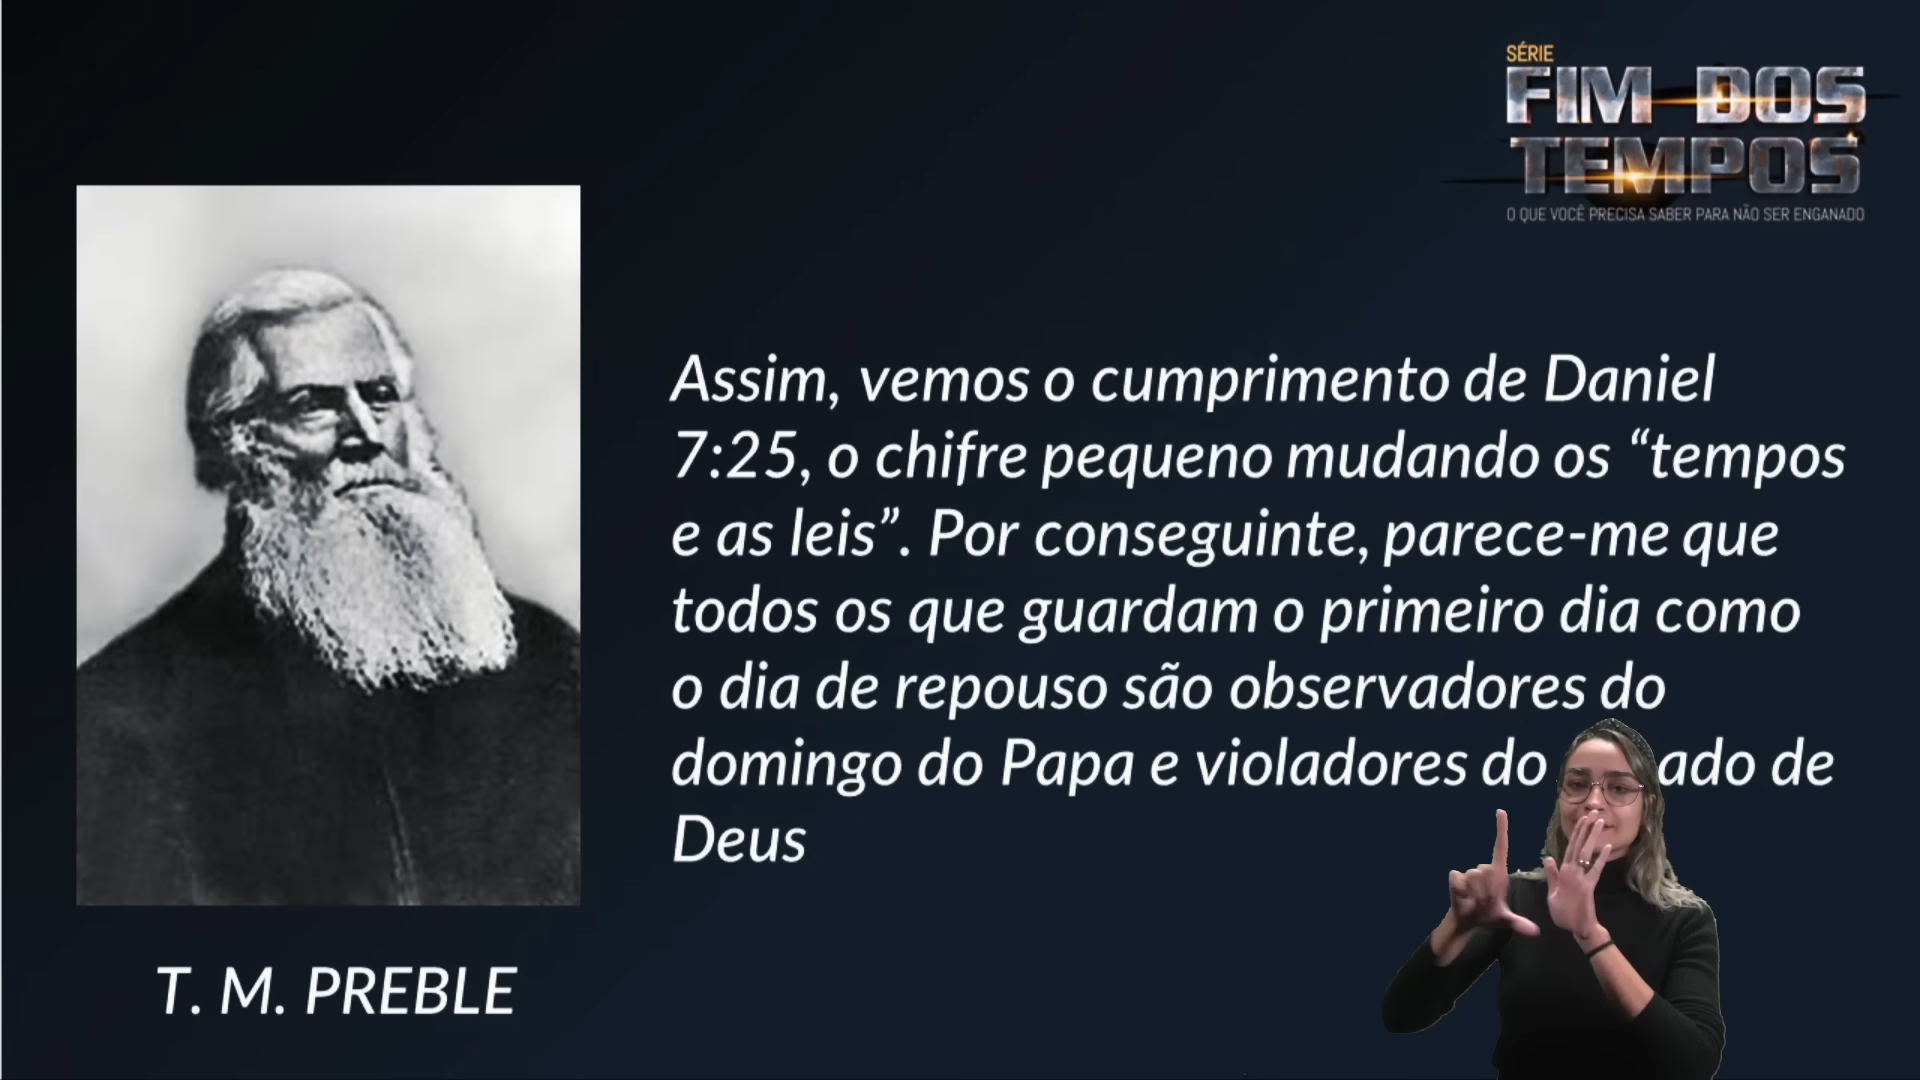 SÉRIE
FIM DOS
TEMPOS
O QUE VOCÊ PRECISA SABER PARA NÃO SER ENGANADO
Assim, vemos o cumprimento de Daniel
7:25, o chifre pequeno mudando os “tempos
e as leis”. Por conseguinte, parece-me que
todos os que guardam o primeiro dia como
o dia de repouso são observadores do
domingo do Papa e violadores do ado de
Deus
T. M. PREBLE